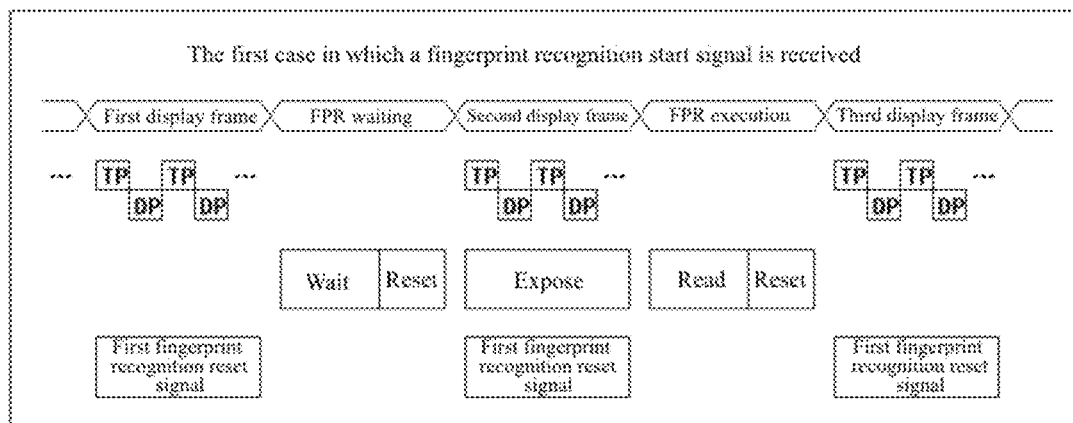 The first case in which a fingerprint recognition start signal is received
First display frame FPR waiting Second display frame FPR execution Third display frame
TP TP TP TP TP TP
DP DP DP DP DP DP
Wait Reset Expose Read Reset
First fingerprint First fingerprint First fingerprint
recognition reset recognition reset recognition reset
signal signal signal